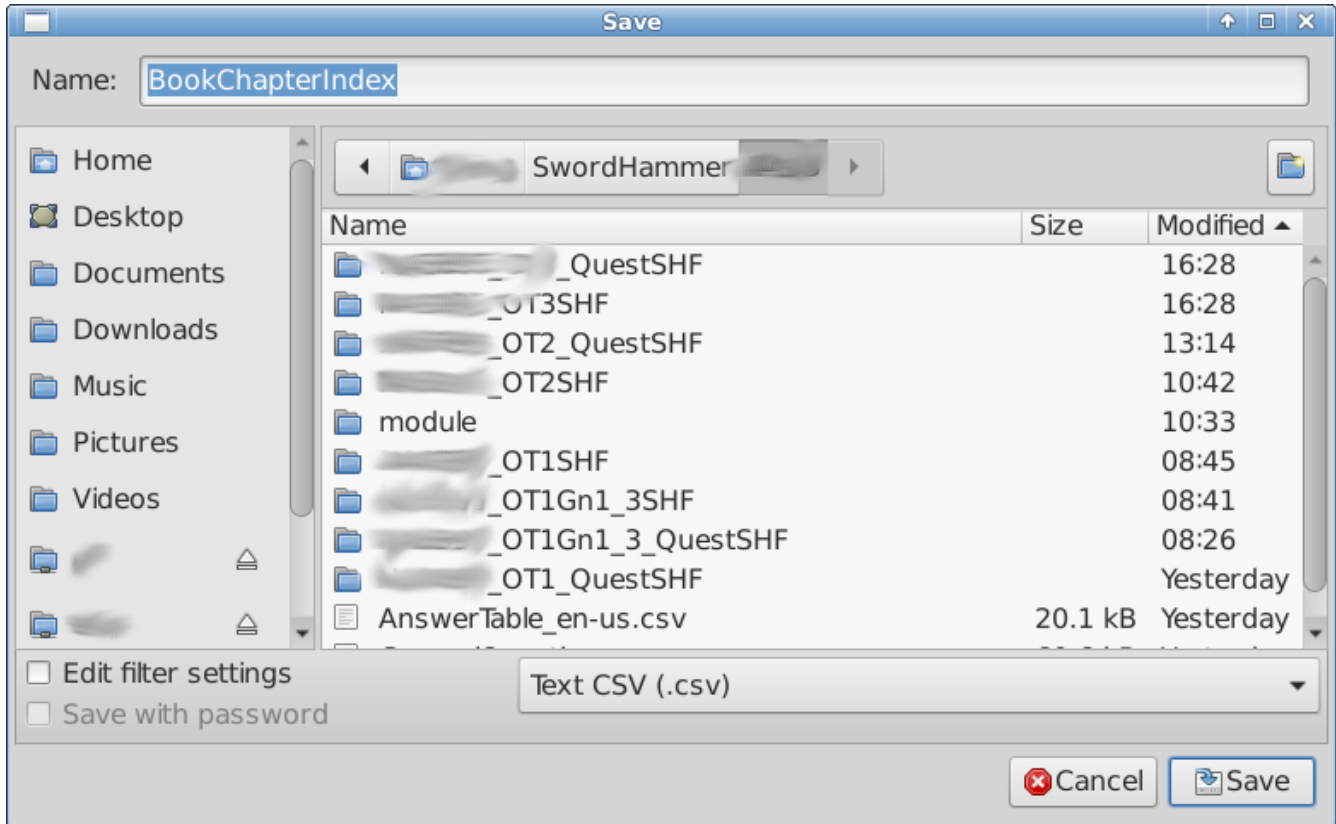 Save
Name: BookChapterIndex
Home
Desktop
Documents
Downloads
Music
Pictures
Videos
SwordHammer
Name Size Modified
_QuestSHF 16:28
_OT3SHF 16:28
_OT2_QuestSHF 13:14
_OT2SHF 10:42
module 10:33
_OT1SHF 08:45
_OT1Gn1_3SHF 08:41
_OT1Gn1_3_QuestSHF 08:26
_OT1_QuestSHF Yesterday
AnswerTable_en-us.csv 20.1 kB Yesterday
Edit filter settings
Save with password
Text CSV (.csv)
Cancel Save